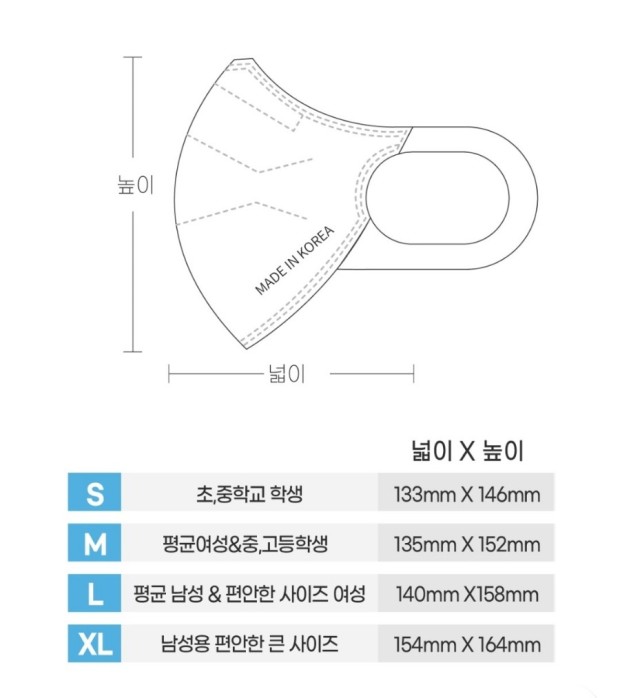 높이
MADE IN KOREA
넓이
넓이 X 높이
S 초,중학교 학생 133mm X 146mm
M 평균여성&중,고등학생 135mm X 152mm
L 평균 남성 & 편안한 사이즈 여성 140mm X158mm
XL 남성용 편안한 큰 사이즈 154mm X 164mm